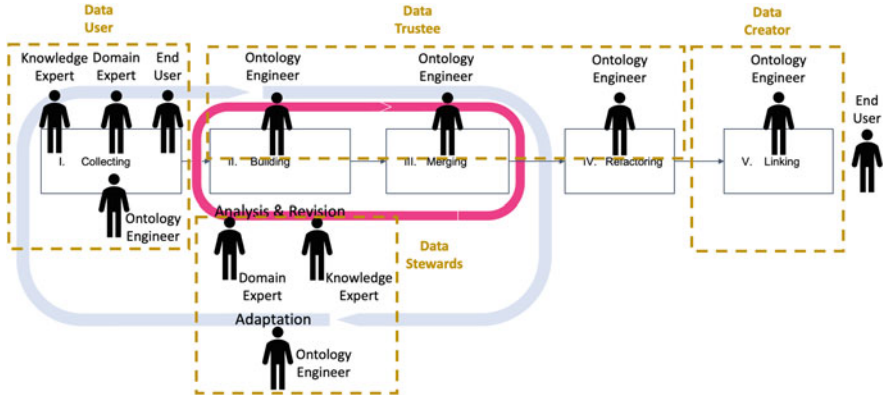 Data
User
Data
Trustee
Data
Creator
Knowledge
Expert
Domain
Expert
End
User
Ontology
Engineer
Ontology
Engineer
Ontology
Engineer
Ontology
Engineer
End
User
I. Collecting
II. Building
III. Merging
IV. Refactoring
V. Linking
Ontology
Engineer
Analysis & Revision
Data
Stewards
Domain
Expert
Knowledge
Expert
Adaptation
Ontology
Engineer